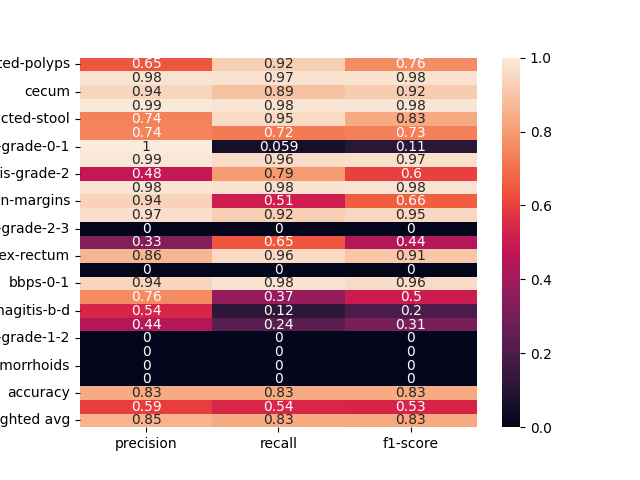 ted-polyps 0.65 0.92 0.76
0.98 0.97 0.98
cecum 0.94 0.89 0.92
0.99 0.98 0.98
cted-stool 0.74 0.95 0.83
0.74 0.72 0.73
-grade-0-1 1 0.059 0.11
0.99 0.96 0.97
is-grade-2 0.48 0.79 0.6
0.98 0.98 0.98
n-margins 0.94 0.51 0.66
0.97 0.92 0.95
-grade-2-3 0 0 0
0.33 0.65 0.44
ex-rectum 0.86 0.96 0.91
0 0 0
bbps-0-1 0.94 0.98 0.96
0.76 0.37 0.5
nagitis-b-d 0.54 0.12 0.2
0.44 0.24 0.31
-grade-1-2 0 0 0
0 0 0
morrhoids 0 0 0
0 0 0
accuracy 0.83 0.83 0.83
0.59 0.54 0.53
ghted avg 0.85 0.83 0.83
precision recall f1-score
1.0
0.8
0.6
0.4
0.2
0.0